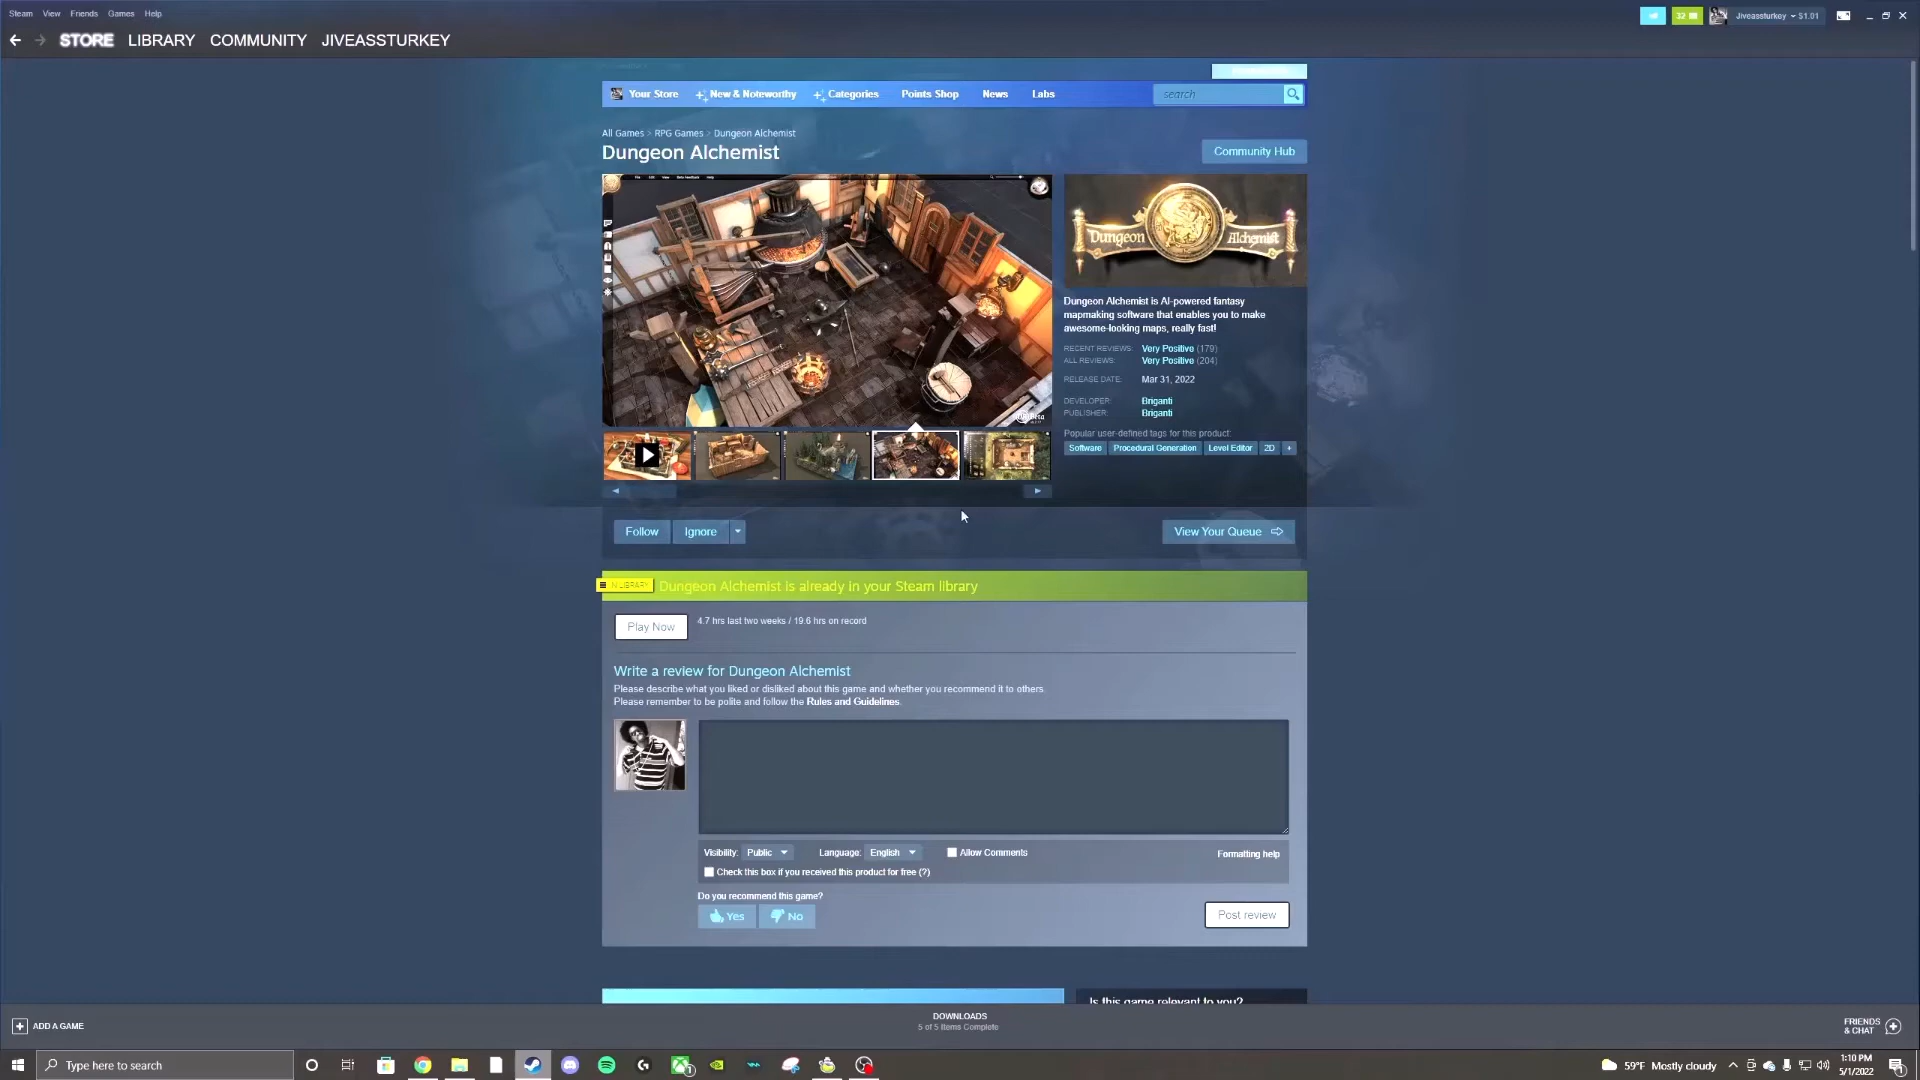 Steam View Friends Games Help
32
Jiveassturkey $1.01
STORE LIBRARY COMMUNITY JIVEASSTURKEY
Your Store New & Noteworthy Categories Points Shop News Labs search
All Games > RPG Games > Dungeon Alchemist
Dungeon Alchemist
Community Hub
Dungeon Alchemist
Dungeon Alchemist is AI-powered fantasy
mapmaking software that enables you to make
awesome-looking maps, really fast!
RECENT REVIEWS: Very Positive (179)
ALL REVIEWS: Very Positive (204)
RELEASE DATE: Mar 31, 2022
DEVELOPER: Briganti
PUBLISHER: Briganti
Popular user-defined tags for this product:
Software Procedural Generation Level Editor 2D +
Follow Ignore
View Your Queue
IN LIBRARY Dungeon Alchemist is already in your Steam library
Play Now 4.7 hrs last two weeks / 19.6 hrs on record
Write a review for Dungeon Alchemist
Please describe what you liked or disliked about this game and whether you recommend it to others.
Please remember to be polite and follow the Rules and Guidelines.
Visibility: Public Language: English Allow Comments Formatting help
Check this box if you received this product for free (?)
Do you recommend this game?
Yes No Post review
Is this game relevant to you?
ADD A GAME
DOWNLOADS
5 of 5 Items Complete
FRIENDS
& CHAT
Type here to search
59°F Mostly cloudy
1:10 PM
5/1/2022